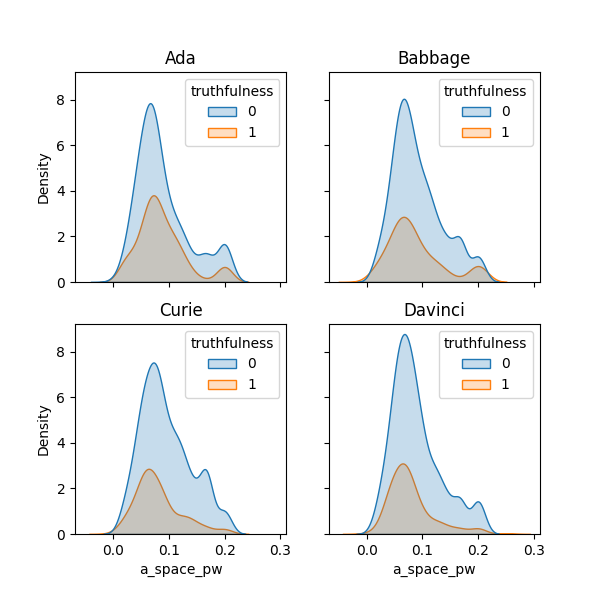 Ada
Babbage
truthfulness
0
1
truthfulness
0
1
Density
8
6
4
2
0
Curie
Davinci
truthfulness
0
1
truthfulness
0
1
Density
8
6
4
2
0
0.0 0.1 0.2 0.3
0.0 0.1 0.2 0.3
a_space_pw
a_space_pw